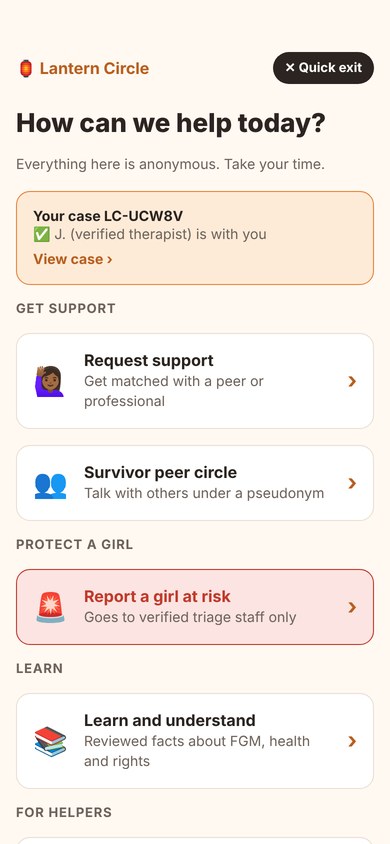 Lantern Circle
✕ Quick exit
How can we help today?
Everything here is anonymous. Take your time.
Your case LC-UCW8V
✅ J. (verified therapist) is with you
View case ›
GET SUPPORT
Request support
Get matched with a peer or
professional
›
Survivor peer circle
Talk with others under a pseudonym
›
PROTECT A GIRL
Report a girl at risk
Goes to verified triage staff only
›
LEARN
Learn and understand
Reviewed facts about FGM, health
and rights
›
FOR HELPERS